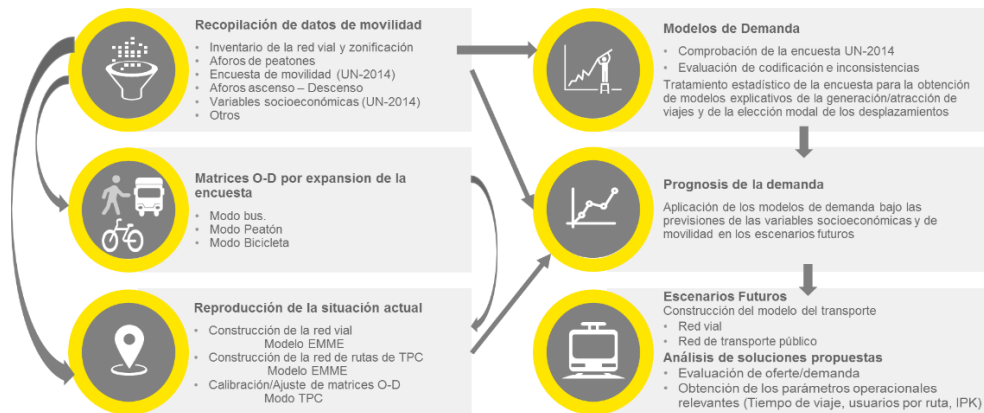 Recopilación de datos de movilidad
• Inventario de la red vial y zonificación
• Aforos de peatones
• Encuesta de movilidad (UN-2014)
• Aforos ascenso – Descenso
• Variables socioeconómicas (UN-2014)
• Otros
Matrices O-D por expansion de la
encuesta
• Modo bus.
• Modo Peatón
• Modo Bicicleta
Reproducción de la situación actual
• Construcción de la red vial
Modelo EMME
• Construcción de la red de rutas de TPC
Modelo EMME
• Calibración/Ajuste de matrices O-D
Modo TPC
Modelos de Demanda
• Comprobación de la encuesta UN-2014
• Evaluación de codificación e inconsistencias
Tratamiento estadístico de la encuesta para la obtención
de modelos explicativos de la generación/atracción de
viajes y de la elección modal de los desplazamientos
Prognosis de la demanda
Aplicación de los modelos de demanda bajo las
previsiones de las variables socioeconómicas y de
movilidad en los escenarios futuros
Escenarios Futuros
Construcción del modelo del transporte
• Red vial
• Red de transporte público
Análisis de soluciones propuestas
• Evaluación de oferte/demanda
• Obtención de los parámetros operacionales
relevantes (Tiempo de viaje, usuarios por ruta, IPK)